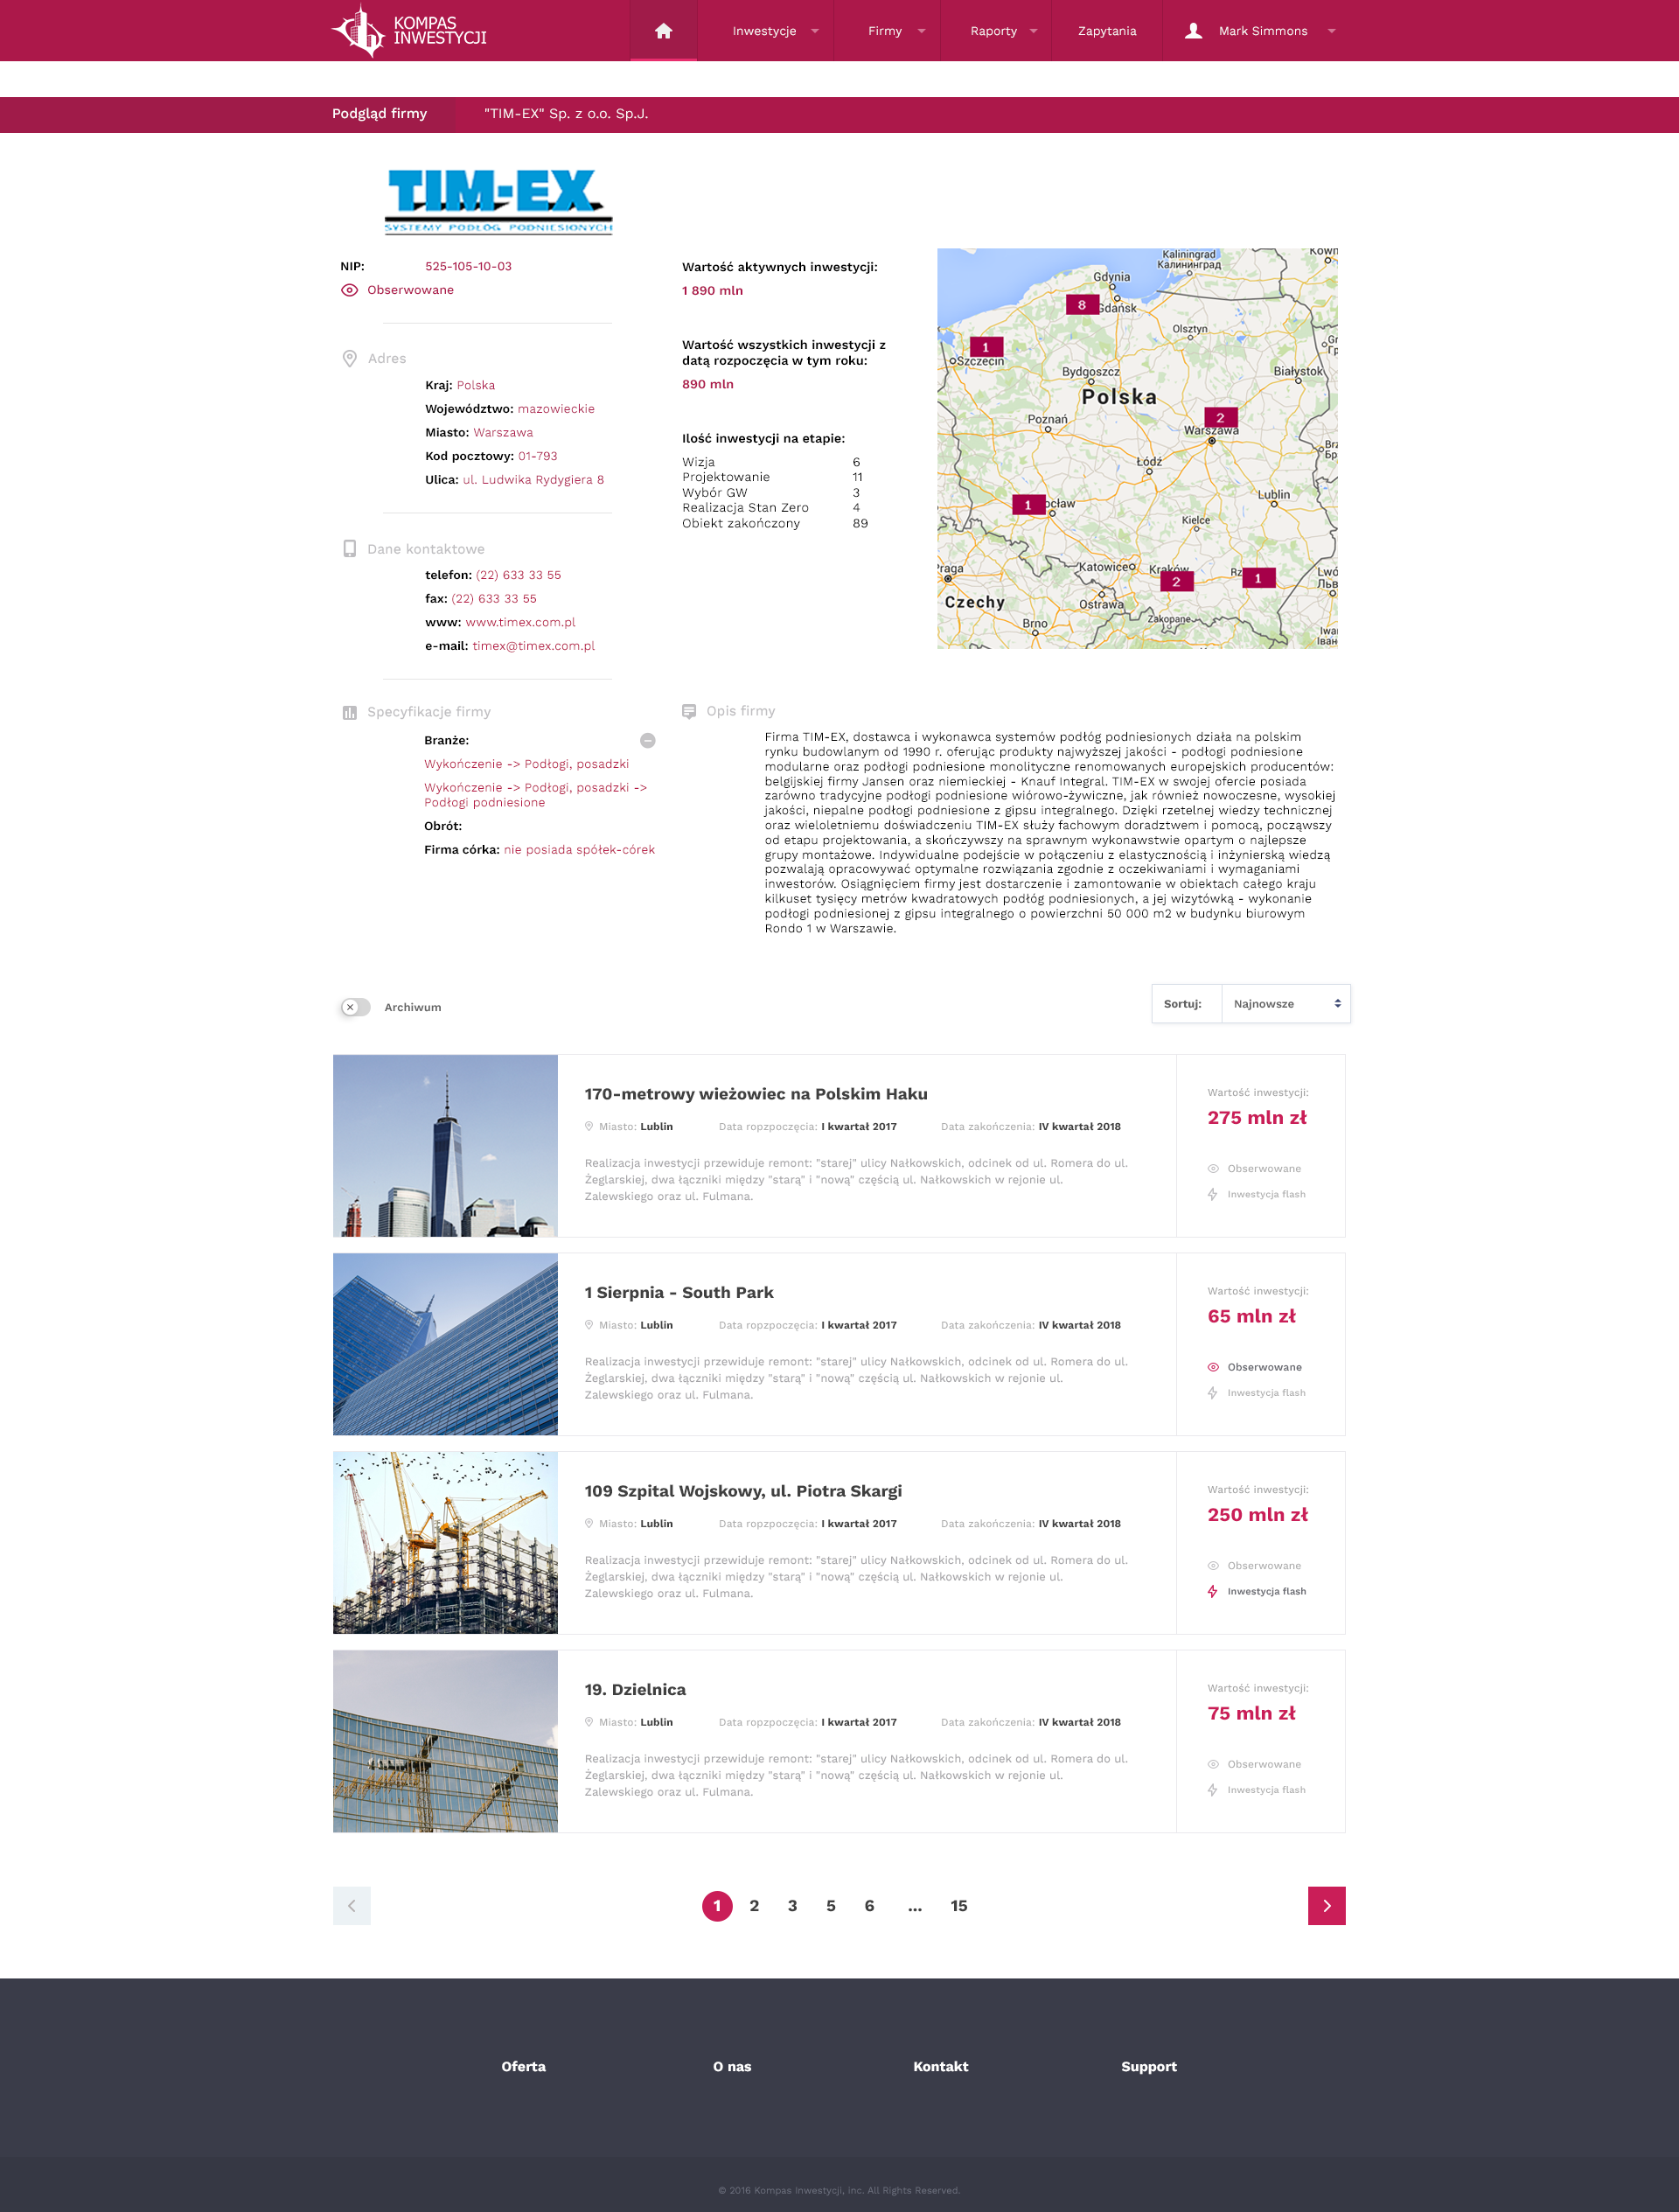 KOMPAS
INWESTYCJI
Inwestycje
Firmy
Raporty
Zapytania
Mark Simmons
Podgląd firmy
"TIM-EX" Sp. z o.o. Sp.J.
TIM-EX
SYSTEMY PODŁÓG PODNIESIONYCH
NIP: 525-105-10-03
Obserwowane
Adres
Kraj: Polska
Województwo: mazowieckie
Miasto: Warszawa
Kod pocztowy: 01-793
Ulica: ul. Ludwika Rydygiera 8
Dane kontaktowe
telefon: (22) 633 33 55
fax: (22) 633 33 55
www: www.timex.com.pl
e-mail: timex@timex.com.pl
Wartość aktywnych inwestycji:
1 890 mln
Wartość wszystkich inwestycji z
datą rozpoczęcia w tym roku:
890 mln
Ilość inwestycji na etapie:
Wizja 6
Projektowanie 11
Wybór GW 3
Realizacja Stan Zero 4
Obiekt zakończony 89
Kaliningrad
Калининград
Kown
Gdynia
8
Gdańsk
Olsztyn
1
Szczecin
Bydgoszcz
Białystok
Polska
2
Poznań
Warszawa
Łódź
Lublin
1
ocław
Kielce
Praga
Katowice
Kraków
2
Rz
1
Lwó
Льв
Czechy
Ostrawa
Brno
Zakopane
Iwan
Іван
Specyfikacje firmy
Branże:
Wykończenie -> Podłogi, posadzki
Wykończenie -> Podłogi, posadzki ->
Podłogi podniesione
Obrót:
Firma córka: nie posiada spółek-córek
Opis firmy
Firma TIM-EX, dostawca i wykonawca systemów podłóg podniesionych działa na polskim
rynku budowlanym od 1990 r. oferując produkty najwyższej jakości - podłogi podniesione
modularne oraz podłogi podniesione monolityczne renomowanych europejskich producentów:
belgijskiej firmy Jansen oraz niemieckiej - Knauf Integral. TIM-EX w swojej ofercie posiada
zarówno tradycyjne podłogi podniesione wiórowo-żywiczne, jak również nowoczesne, wysokiej
jakości, niepalne podłogi podniesione z gipsu integralnego. Dzięki rzetelnej wiedzy technicznej
oraz wieloletniemu doświadczeniu TIM-EX służy fachowym doradztwem i pomocą, począwszy
od etapu projektowania, a skończywszy na sprawnym wykonawstwie opartym o najlepsze
grupy montażowe. Indywidualne podejście w połączeniu z elastycznością i inżynierską wiedzą
pozwalają opracowywać optymalne rozwiązania zgodnie z oczekiwaniami i wymaganiami
inwestorów. Osiągnięciem firmy jest dostarczenie i zamontowanie w obiektach całego kraju
kilkuset tysięcy metrów kwadratowych podłóg podniesionych, a jej wizytówką - wykonanie
podłogi podniesionej z gipsu integralnego o powierzchni 50 000 m2 w budynku biurowym
Rondo 1 w Warszawie.
Archiwum
Sortuj: Najnowsze
170-metrowy wieżowiec na Polskim Haku
Miasto: Lublin Data ropzpoczęcia: I kwartał 2017 Data zakończenia: IV kwartał 2018
Realizacja inwestycji przewiduje remont: "starej" ulicy Nałkowskich, odcinek od ul. Romera do ul.
Żeglarskiej, dwa łączniki między "starą" i "nową" częścią ul. Nałkowskich w rejonie ul.
Zalewskiego oraz ul. Fulmana.
Wartość inwestycji:
275 mln zł
Obserwowane
Inwestycja flash
1 Sierpnia - South Park
Miasto: Lublin Data ropzpoczęcia: I kwartał 2017 Data zakończenia: IV kwartał 2018
Realizacja inwestycji przewiduje remont: "starej" ulicy Nałkowskich, odcinek od ul. Romera do ul.
Żeglarskiej, dwa łączniki między "starą" i "nową" częścią ul. Nałkowskich w rejonie ul.
Zalewskiego oraz ul. Fulmana.
Wartość inwestycji:
65 mln zł
Obserwowane
Inwestycja flash
109 Szpital Wojskowy, ul. Piotra Skargi
Miasto: Lublin Data ropzpoczęcia: I kwartał 2017 Data zakończenia: IV kwartał 2018
Realizacja inwestycji przewiduje remont: "starej" ulicy Nałkowskich, odcinek od ul. Romera do ul.
Żeglarskiej, dwa łączniki między "starą" i "nową" częścią ul. Nałkowskich w rejonie ul.
Zalewskiego oraz ul. Fulmana.
Wartość inwestycji:
250 mln zł
Obserwowane
Inwestycja flash
19. Dzielnica
Miasto: Lublin Data ropzpoczęcia: I kwartał 2017 Data zakończenia: IV kwartał 2018
Realizacja inwestycji przewiduje remont: "starej" ulicy Nałkowskich, odcinek od ul. Romera do ul.
Żeglarskiej, dwa łączniki między "starą" i "nową" częścią ul. Nałkowskich w rejonie ul.
Zalewskiego oraz ul. Fulmana.
Wartość inwestycji:
75 mln zł
Obserwowane
Inwestycja flash
1 2 3 5 6 ... 15
Oferta
O nas
Kontakt
Support
© 2016 Kompas Inwestycji, inc. All Rights Reserved.